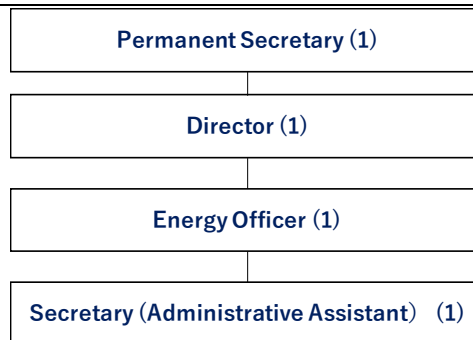 Permanent Secretary (1)
Director (1)
Energy Officer (1)
Secretary (Administrative Assistant） (1)